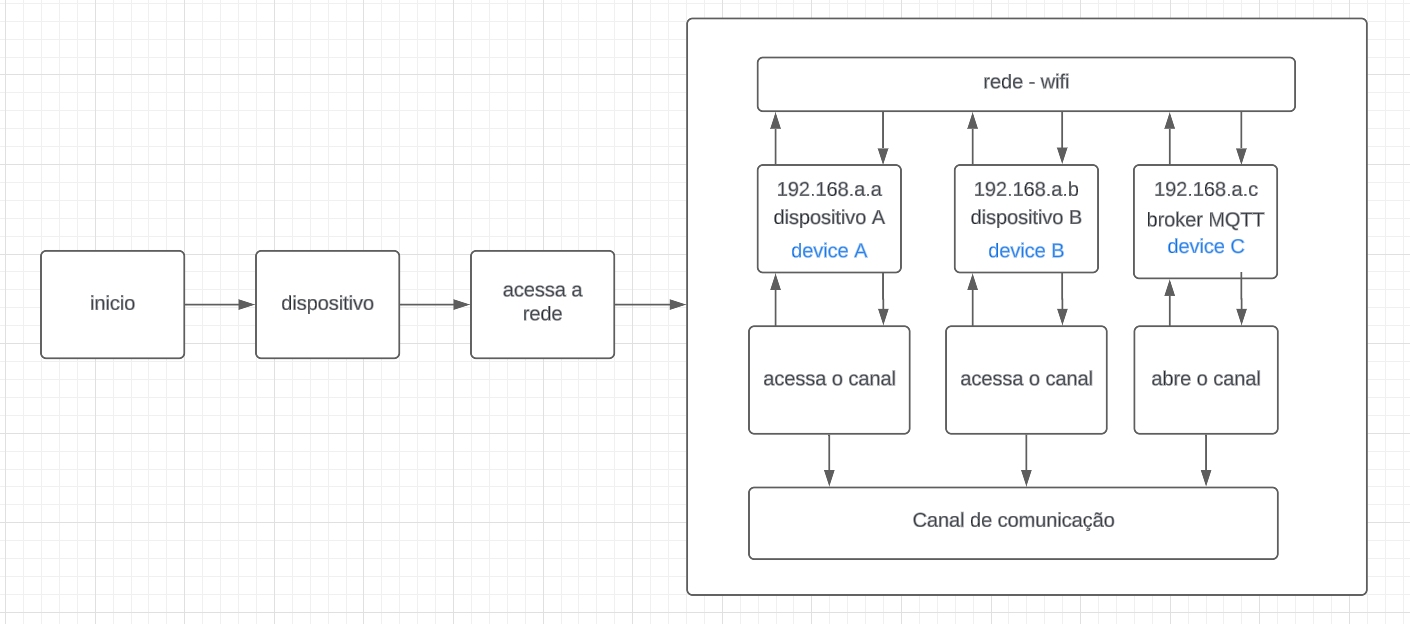 rede - wifi
192.168.a.a
dispositivo A
device A
192.168.a.b
dispositivo B
device B
192.168.a.c
broker MQTT
device C
inicio
dispositivo
acessa a
rede
acessa o canal
acessa o canal
abre o canal
Canal de comunicação